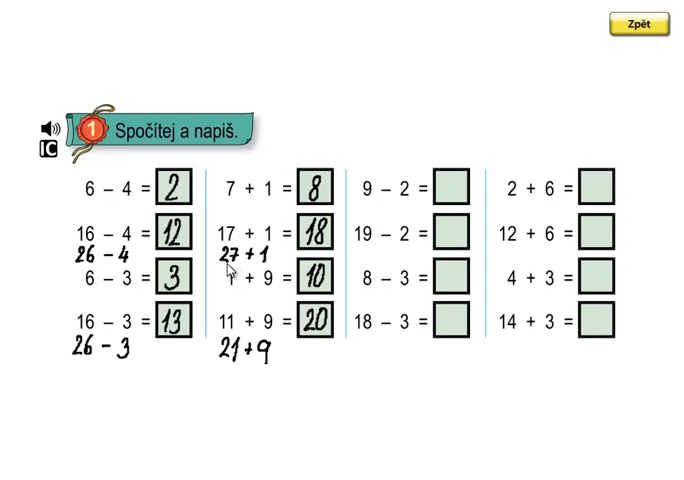 Zpět
1 Spočítej a napiš.
IC
6 – 4 = 2
16 – 4 = 12
26 – 4
6 – 3 = 3
16 – 3 = 13
26 – 3
7 + 1 = 8
17 + 1 = 18
27 + 1
1 + 9 = 10
11 + 9 = 20
21 + 9
9 – 2 =
19 – 2 =
8 – 3 =
18 – 3 =
2 + 6 =
12 + 6 =
4 + 3 =
14 + 3 =